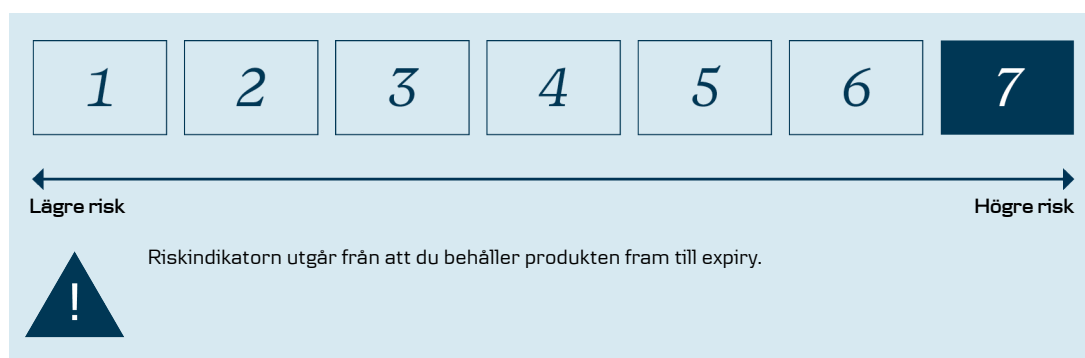 1 2 3 4 5 6 7
Lägre risk Högre risk
Riskindikatorn utgår från att du behåller produkten fram till expiry.
!